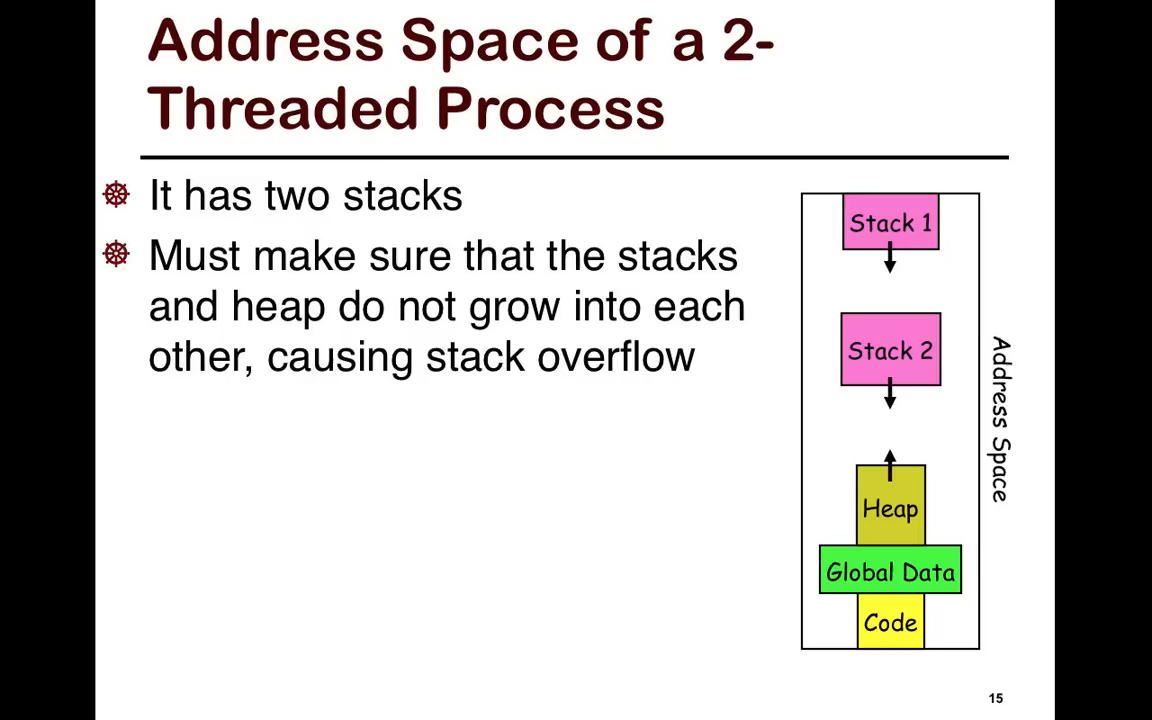 Address Space of a 2-
Threaded Process
It has two stacks
Must make sure that the stacks
and heap do not grow into each
other, causing stack overflow
Stack 1
Stack 2
Heap
Global Data
Code
Address Space
15